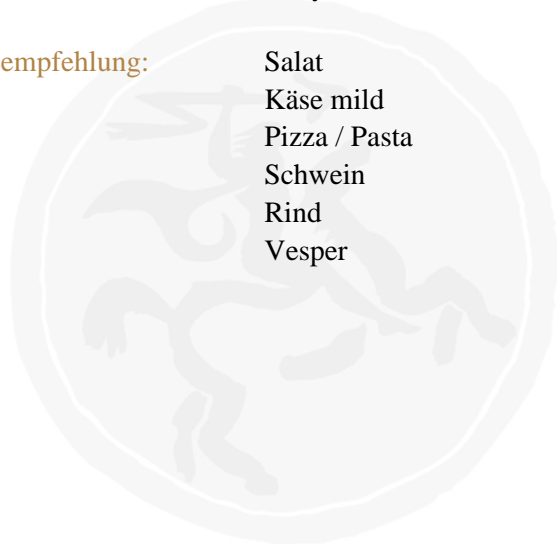 empfehlung: Salat
Käse mild
Pizza / Pasta
Schwein
Rind
Vesper